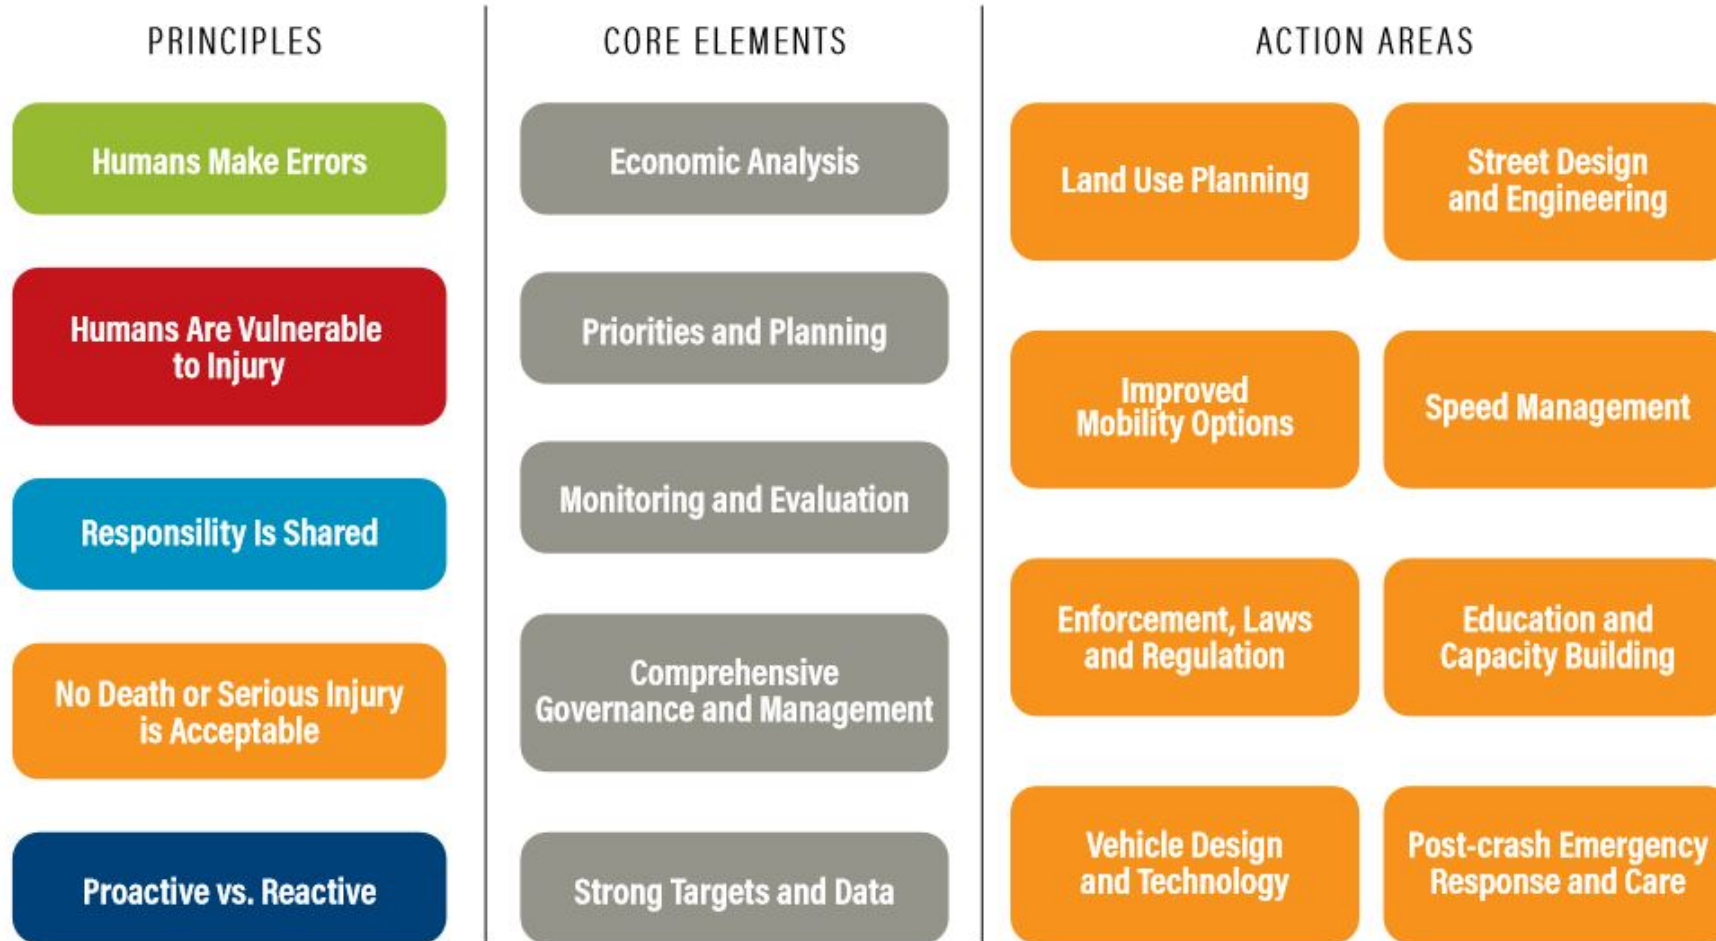 PRINCIPLES
Humans Make Errors
Humans Are Vulnerable
to Injury
Responsility Is Shared
No Death or Serious Injury
is Acceptable
Proactive vs. Reactive
CORE ELEMENTS
Economic Analysis
Priorities and Planning
Monitoring and Evaluation
Comprehensive
Governance and Management
Strong Targets and Data
ACTION AREAS
Land Use Planning
Street Design
and Engineering
Improved
Mobility Options
Speed Management
Enforcement, Laws
and Regulation
Education and
Capacity Building
Vehicle Design
and Technology
Post-crash Emergency
Response and Care